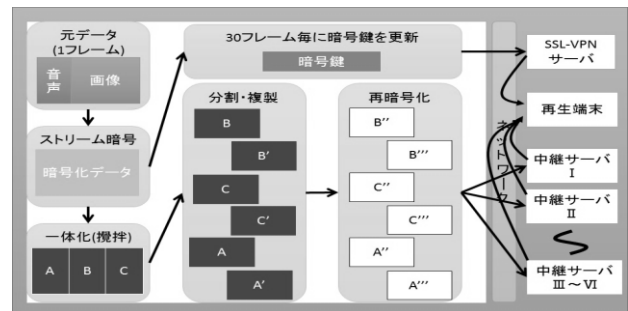 元データ
(1フレーム)
音声
画像
ストリーム暗号
暗号化データ
一体化(攪拌)
A
B
C
30フレーム毎に暗号鍵を更新
暗号鍵
分割・複製
B
B'
C
C'
A
A'
再暗号化
B''
B'''
C''
C'''
A''
A'''
ネットワーク
SSL-VPN
サーバ
再生端末
中継サーバ
Ⅰ
中継サーバ
Ⅱ
中継サーバ
Ⅲ～Ⅵ